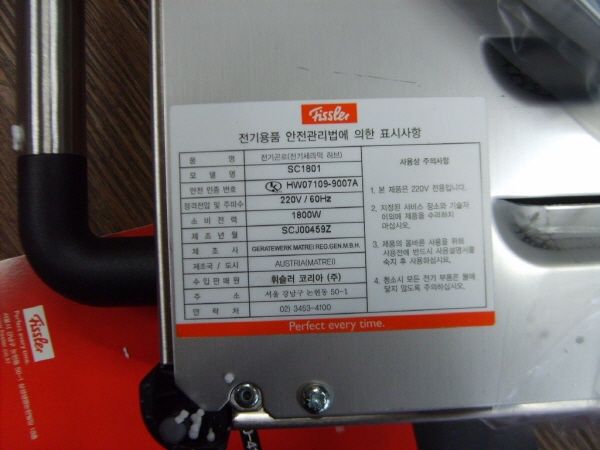 Fissler
전기용품 안전관리법에 의한 표시사항
품 명 전기곤로(전기세라믹 허브)
모 델 명 SC1801
안전 인증 번호 HW07109-9007A
정격전압 및 주파수 220V / 60Hz
소 비 전 력 1800W
제 조 년 월 SCJ00459Z
제 조 사 GERATEWERK MATREI REG.GEN.M.B.H.
제조국 / 도시 AUSTRIA(MATREI)
수 입 판 매 원 휘슬러 코리아 (주)
주 소 서울 강남구 논현동 50-1
연 락 처 02) 3453-4100
사용상 주의사항
1. 본 제품은 220V 전용입니다.
2. 지정된 서비스 장소와 기술자
이외에 제품을 수리하지
마십시오.
3. 제품의 올바른 사용을 위해
사용전에 반드시 사용설명서를
숙지 후 사용하십시오.
4. 청소시 모든 전기 부품은 물에
닿지 않도록 주의하십시오.
Perfect every time.
Fissler
Perfect every time.